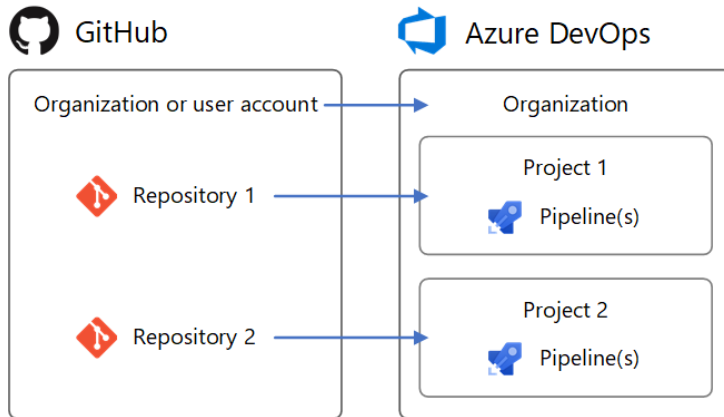 GitHub
Azure DevOps
Organization or user account
Organization
Project 1
Repository 1
Pipeline(s)
Project 2
Repository 2
Pipeline(s)